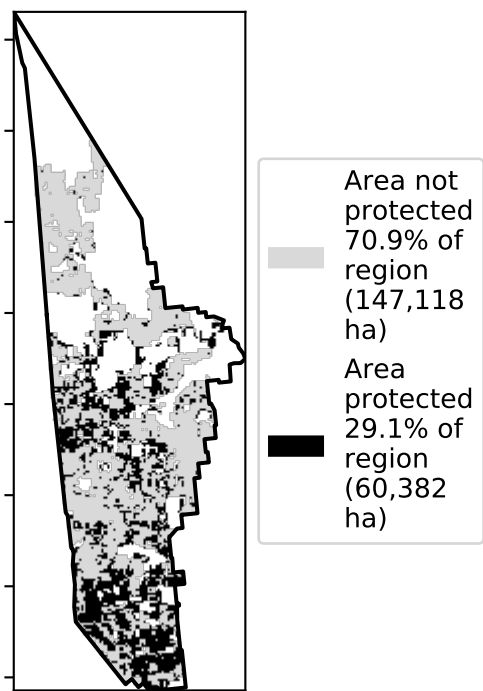 Area not
protected
70.9% of
region
(147,118
ha)
Area
protected
29.1% of
region
(60,382
ha)